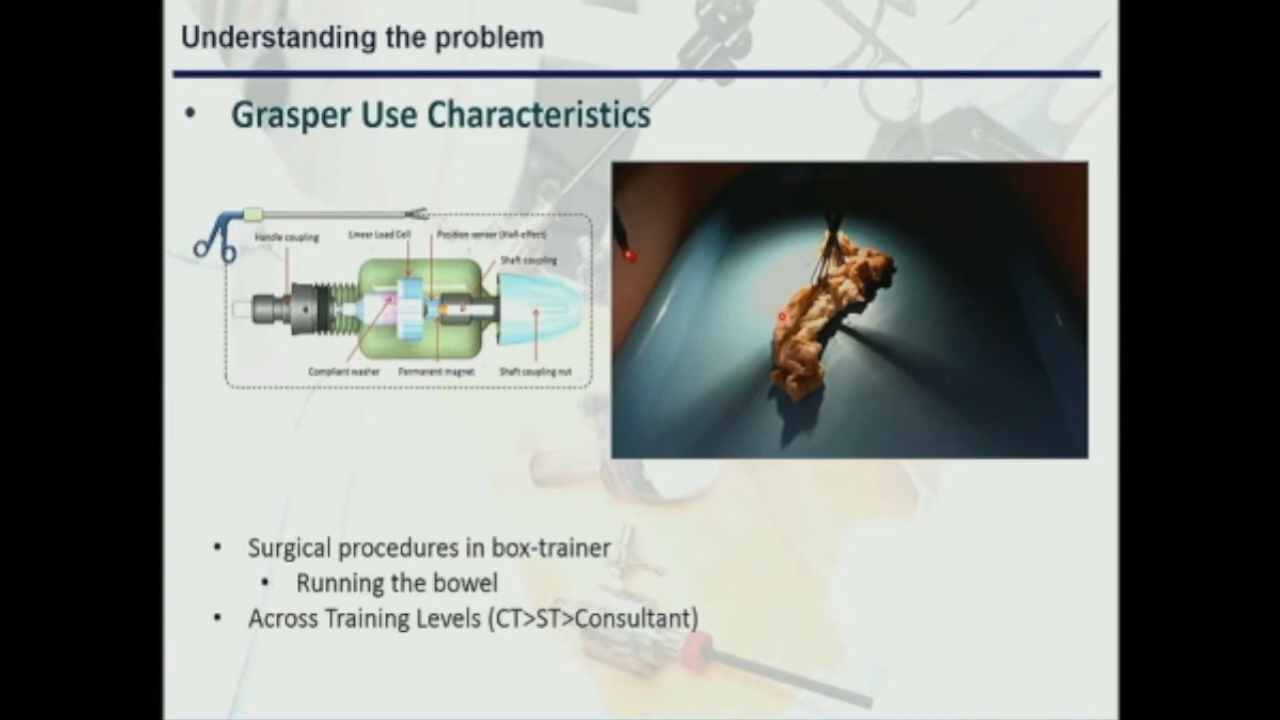 Understanding the problem
• Grasper Use Characteristics
Handle coupling
Linear Load Cell
Position sensor (Hall-effect)
Shaft coupling
Compliant washer
Permanent magnet
Shaft coupling nut
• Surgical procedures in box-trainer
• Running the bowel
• Across Training Levels (CT>ST>Consultant)